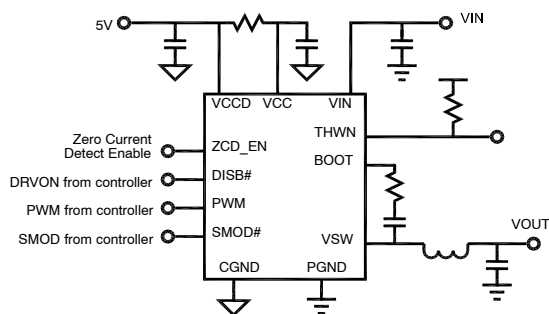 5V
VIN
VCCD
VCC
VIN
THWN
Zero Current
Detect Enable
ZCD_EN
BOOT
DRVON from controller
DISB#
PWM from controller
PWM
SMOD from controller
SMOD#
VSW
VOUT
CGND
PGND